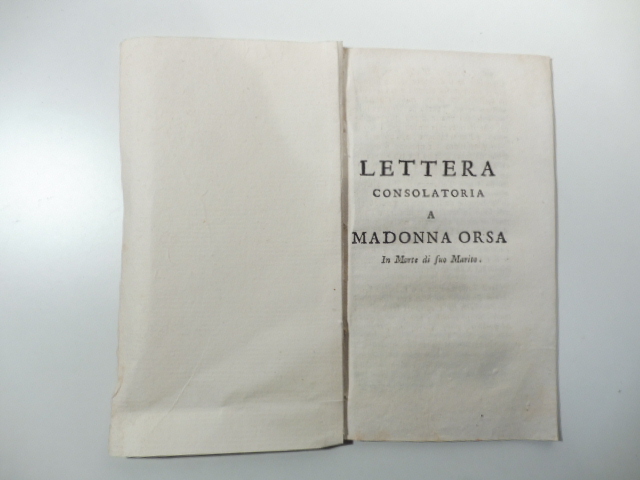 LETTERA
CONSOLATORIA
A
MADONNA ORSA
In Morte di ſuo Marito.